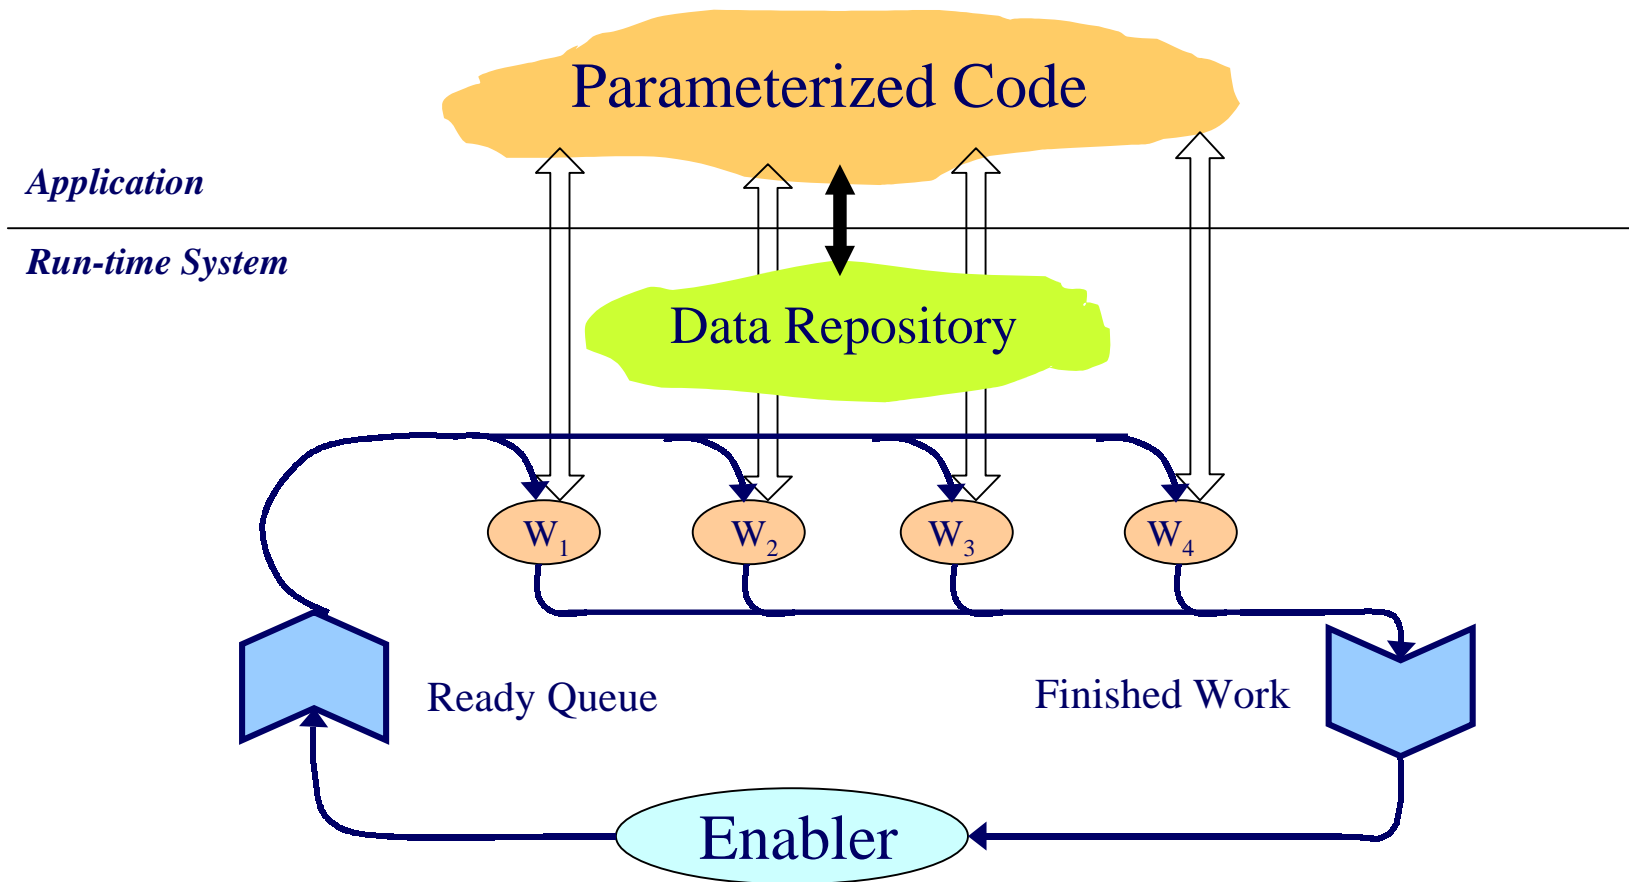 Parameterized Code
Application
Run-time System
Data Repository
W1
W2
W3
W4
Ready Queue
Finished Work
Enabler